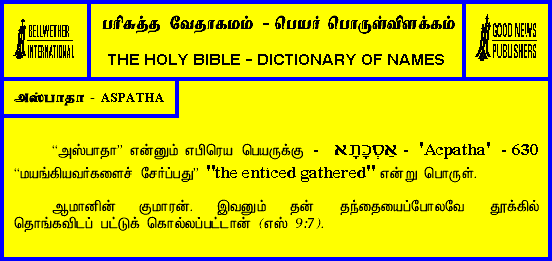 BELLWETHER
INTERNATIONAL
பரிசுத்த வேதாகமம் - பெயர் பொருள்விளக்கம்
THE HOLY BIBLE - DICTIONARY OF NAMES
GOOD NEWS
PUBLISHERS
அஸ்பாதா - ASPATHA
“அஸ்பாதா” என்னும் எபிரெய பெயருக்கு - אַסְכָּתָא - 'Acpatha' - 630
“மயங்கியவர்களைச் சேர்ப்பது” "the enticed gathered" என்று பொருள்.
ஆமானின் குமாரன். இவனும் தன் தந்தையைப்போலவே தூக்கில்
தொங்கவிடப் பட்டுக் கொல்லப்பட்டான் (எஸ் 9:7).